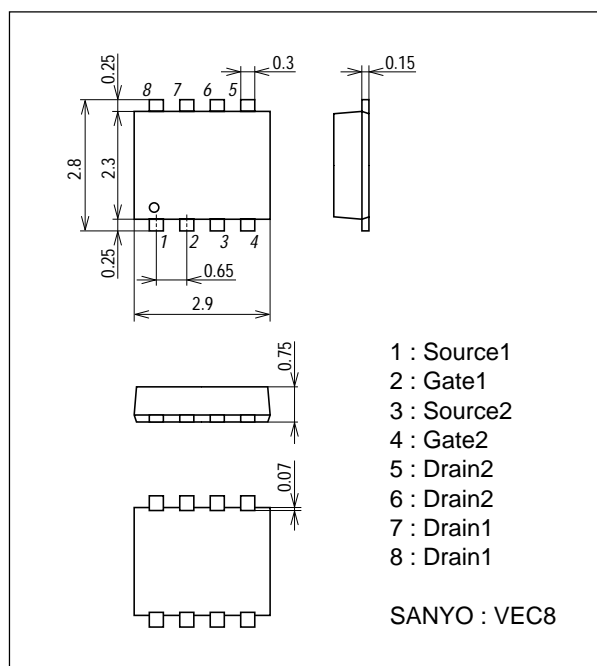 0.25
8
7
6
5
0.3
0.15
2.8
2.3
0.25
1
2
3
4
0.65
2.9
0.75
0.07
1 : Source1
2 : Gate1
3 : Source2
4 : Gate2
5 : Drain2
6 : Drain2
7 : Drain1
8 : Drain1
SANYO : VEC8